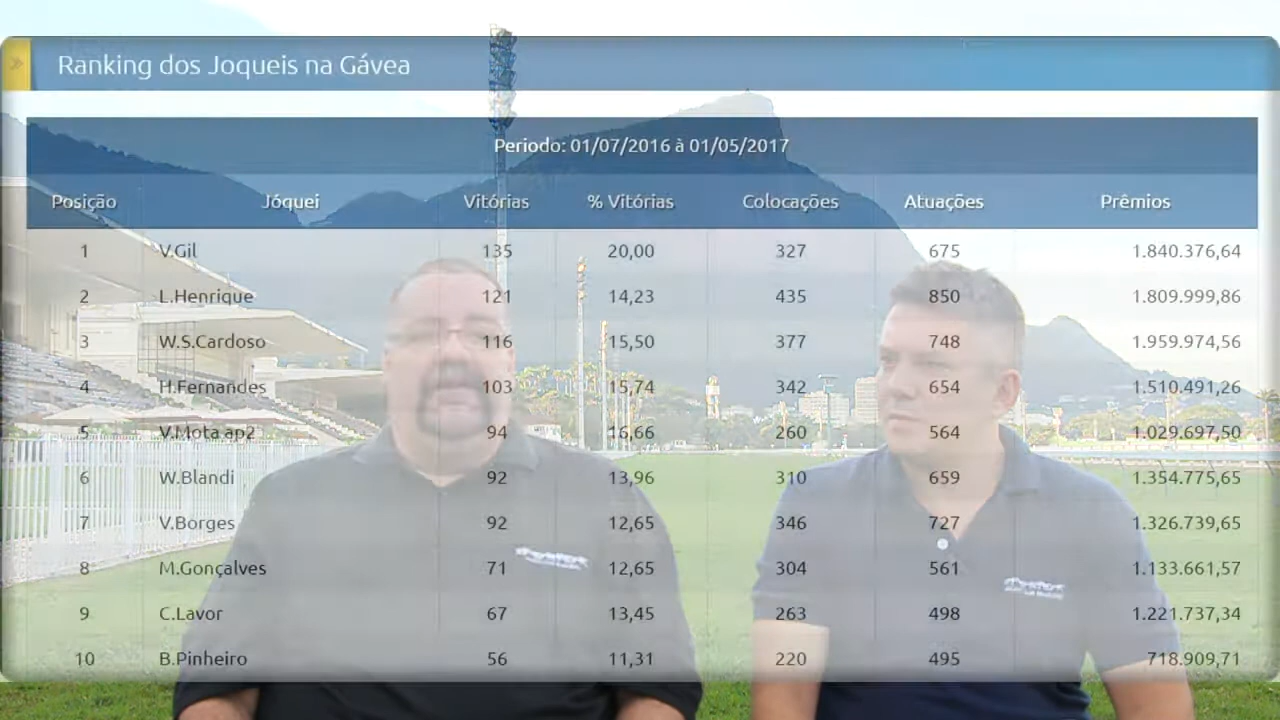 Ranking dos Joqueis na Gávea
Periodo: 01/07/2016 à 01/05/2017
Posição Jóquei Vitórias % Vitórias Colocações Atuações Prêmios
1 V.Gil 135 20,00 327 675 1.840.376,64
2 L.Henrique 121 14,23 435 850 1.809.999,86
3 W.S.Cardoso 116 15,50 377 748 1.959.974,56
4 H.Fernandes 103 15,74 342 654 1.510.491,26
5 V.Mota ap2 94 16,66 260 564 1.029.697,50
6 W.Blandi 92 13,96 310 659 1.354.775,65
7 V.Borges 92 12,65 346 727 1.326.739,65
8 M.Gonçalves 71 12,65 304 561 1.133.661,57
9 C.Lavor 67 13,45 263 498 1.221.737,34
10 B.Pinheiro 56 11,31 220 495 718.909,71